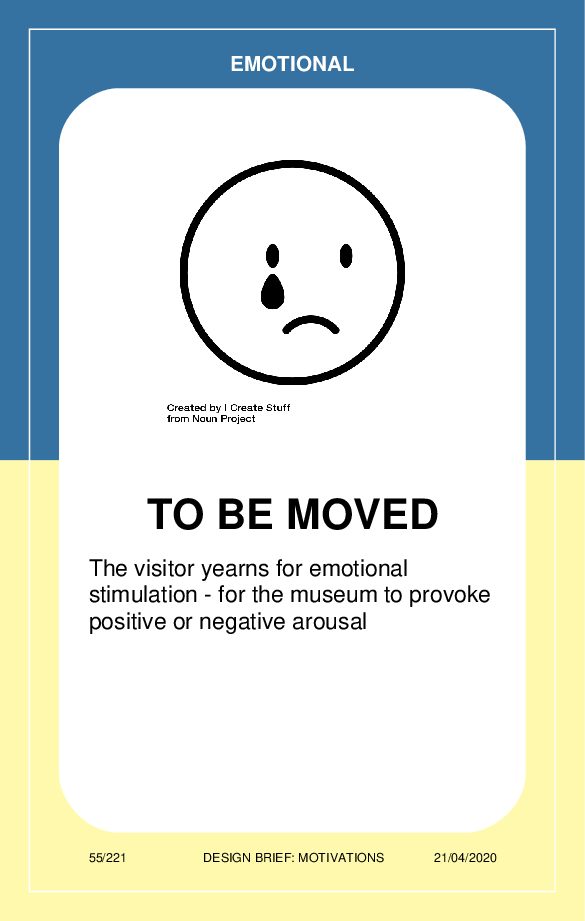 EMOTIONAL
Created by I Create Stuff
from Noun Project
TO BE MOVED
The visitor yearns for emotional
stimulation - for the museum to provoke
positive or negative arousal
55/221 DESIGN BRIEF: MOTIVATIONS 21/04/2020